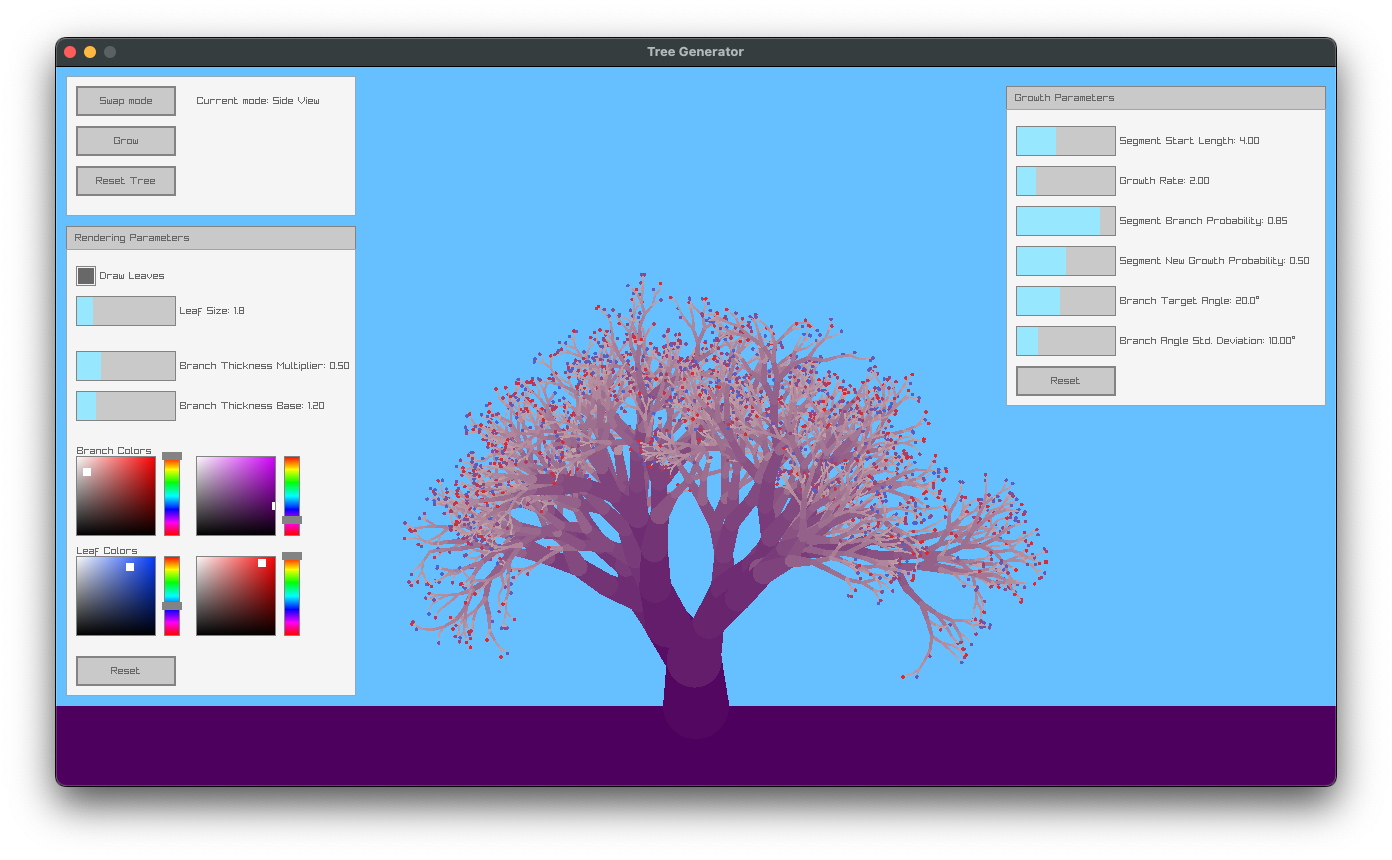 Tree Generator
Swap mode
Current mode: Side View
Grow
Reset Tree
Rendering Parameters
Draw Leaves
Leaf Size: 1.8
Branch Thickness Multiplier: 0.50
Branch Thickness Base: 1.20
Branch Colors
Leaf Colors
Reset
Growth Parameters
Segment Start Length: 4.00
Growth Rate: 2.00
Segment Branch Probability: 0.85
Segment New Growth Probability: 0.50
Branch Target Angle: 20.0°
Branch Angle Std. Deviation: 10.00°
Reset